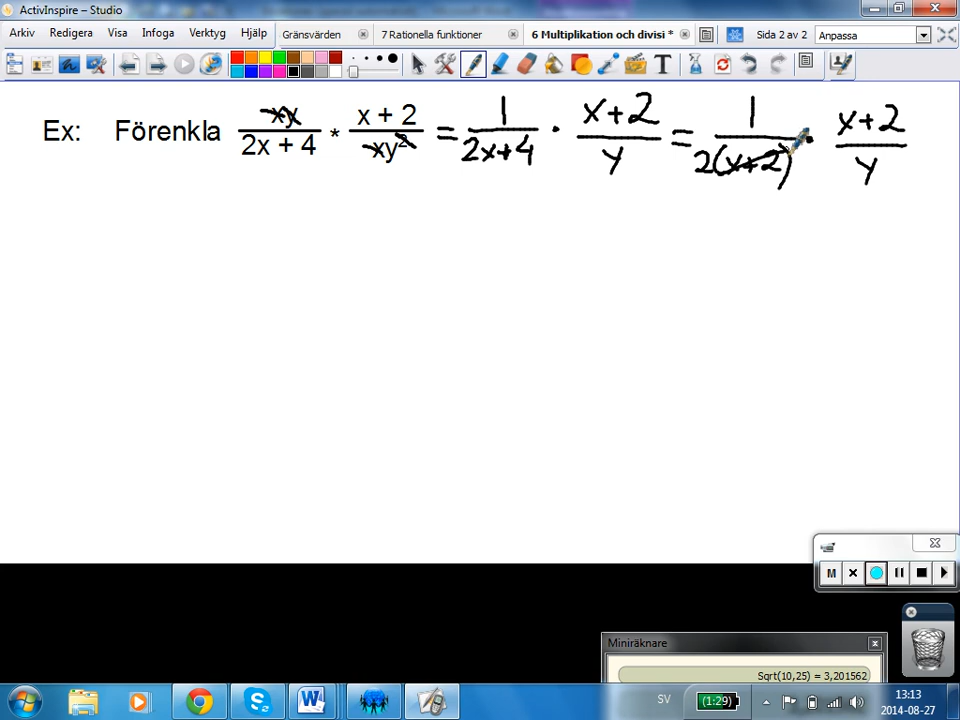 ActivInspire – Studio
Arkiv Redigera Visa Infoga Verktyg Hjälp Gränsvärden 7 Rationella funktioner 6 Multiplikation och divisi * Sida 2 av 2 Anpassa
Ex: Förenkla xy/(2x + 4) * (x + 2)/(xy²) = 1/(2x+4) · (x+2)/y = 1/(2(x+2)) · (x+2)/y
M
Miniräknare
Sqrt(10,25) = 3,201562
SV (1:29) 13:13
2014-08-27